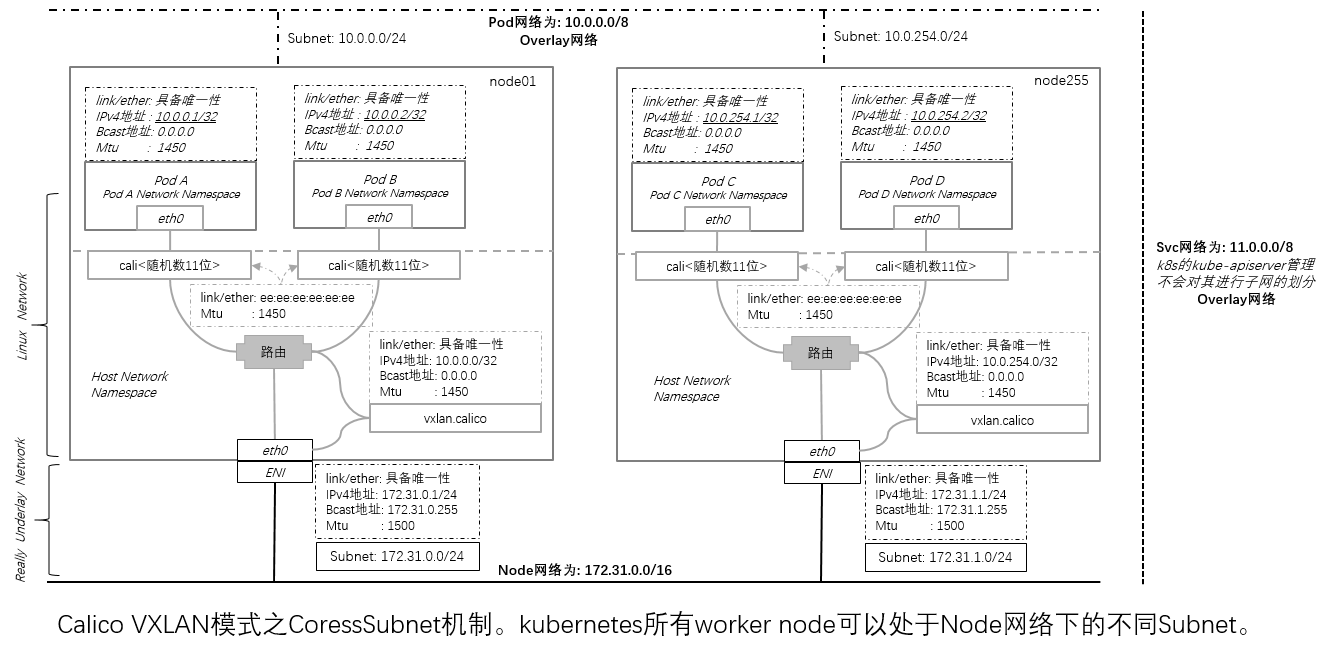 Pod网络为: 10.0.0.0/8
Overlay网络
Subnet: 10.0.0.0/24
Subnet: 10.0.254.0/24
node01
link/ether: 具备唯一性
IPv4地址 : 10.0.0.1/32
Bcast地址: 0.0.0.0
Mtu : 1450
link/ether: 具备唯一性
IPv4地址 : 10.0.0.2/32
Bcast地址: 0.0.0.0
Mtu : 1450
Pod A
Pod A Network Namespace
eth0
Pod B
Pod B Network Namespace
eth0
cali<随机数11位>
cali<随机数11位>
link/ether: ee:ee:ee:ee:ee:ee
Mtu : 1450
路由
link/ether: 具备唯一性
IPv4地址: 10.0.0.0/32
Bcast地址: 0.0.0.0
Mtu : 1450
vxlan.calico
Host Network
Namespace
eth0
ENI
link/ether: 具备唯一性
IPv4地址: 172.31.0.1/24
Bcast地址: 172.31.0.255
Mtu : 1500
Subnet: 172.31.0.0/24
node255
link/ether: 具备唯一性
IPv4地址 : 10.0.254.1/32
Bcast地址: 0.0.0.0
Mtu : 1450
link/ether: 具备唯一性
IPv4地址 : 10.0.254.2/32
Bcast地址: 0.0.0.0
Mtu : 1450
Pod C
Pod C Network Namespace
eth0
Pod D
Pod D Network Namespace
eth0
cali<随机数11位>
cali<随机数11位>
link/ether: ee:ee:ee:ee:ee:ee
Mtu : 1450
路由
link/ether: 具备唯一性
IPv4地址: 10.0.254.0/32
Bcast地址: 0.0.0.0
Mtu : 1450
vxlan.calico
Host Network
Namespace
eth0
ENI
link/ether: 具备唯一性
IPv4地址: 172.31.1.1/24
Bcast地址: 172.31.1.255
Mtu : 1500
Subnet: 172.31.1.0/24
Linux Network
Really Underlay Network
Node网络为: 172.31.0.0/16
Svc网络为: 11.0.0.0/8
k8s的kube-apiserver管理
不会对其进行子网的划分
Overlay网络
Calico VXLAN模式之CoressSubnet机制。kubernetes所有worker node可以处于Node网络下的不同Subnet。